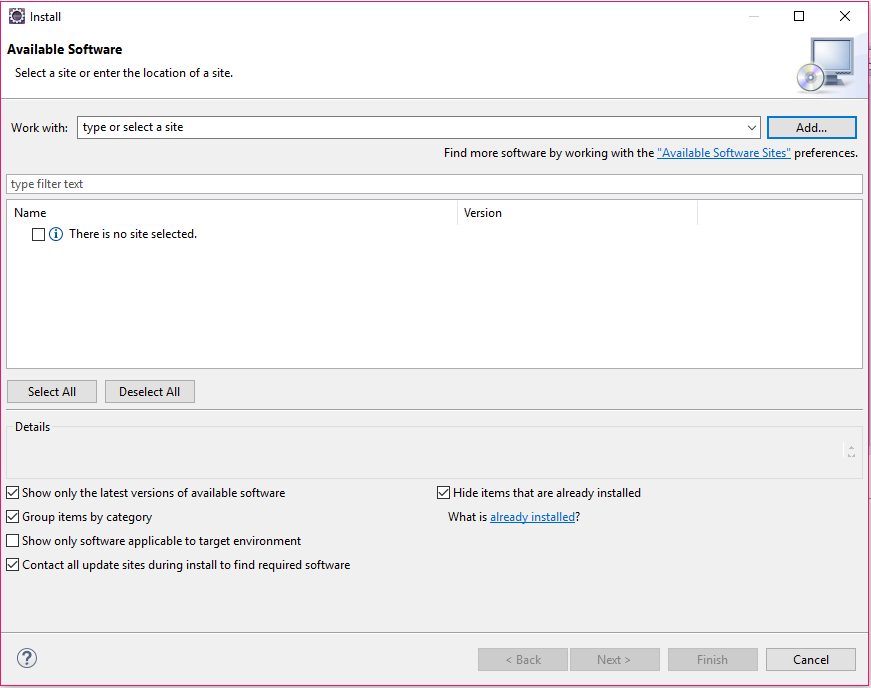 Install
Available Software
Select a site or enter the location of a site.
Work with: type or select a site Add...
Find more software by working with the "Available Software Sites" preferences.
type filter text
Name Version
There is no site selected.
Select All Deselect All
Details
Show only the latest versions of available software Hide items that are already installed
Group items by category What is already installed?
Show only software applicable to target environment
Contact all update sites during install to find required software
? < Back Next > Finish Cancel